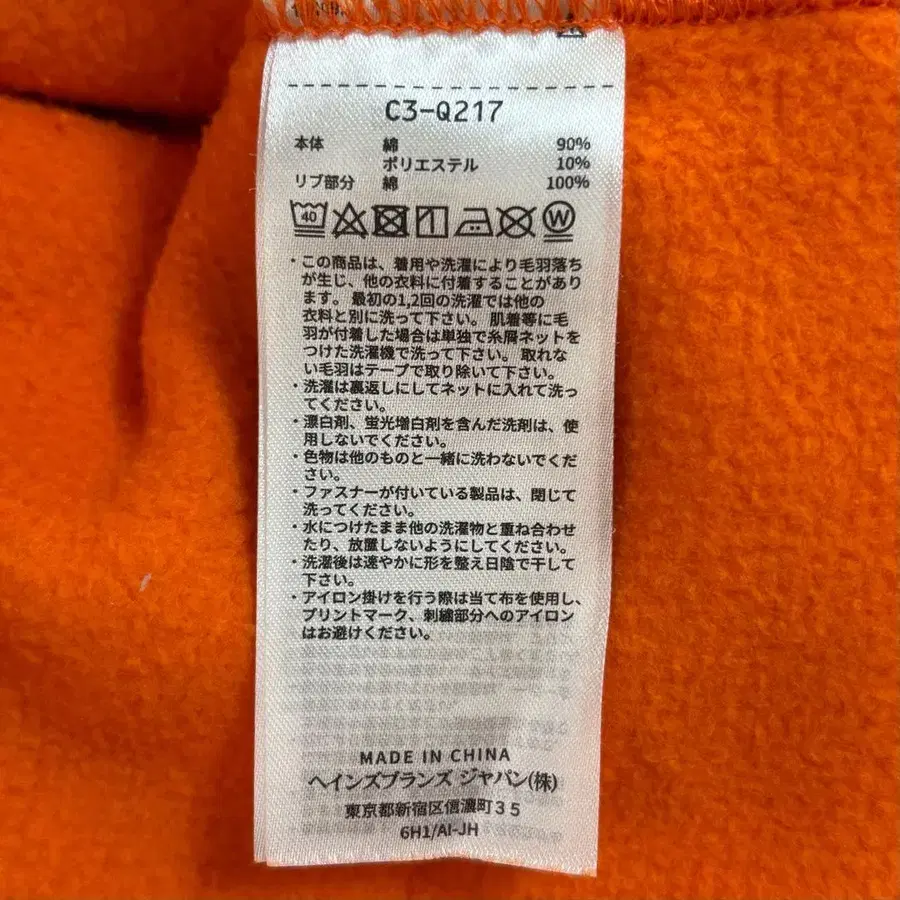 C3-Q217
本体 綿 90%
ポリエステル 10%
リブ部分 綿 100%
40 W
・この商品は、着用や洗濯により毛羽落ち
が生じ、他の衣料に付着することがあり
ます。最初の1,2回の洗濯では他の
衣料と別に洗って下さい。肌着等に毛
羽が付着した場合は単独で糸屑ネットを
つけた洗濯機で洗って下さい。取れな
い毛羽はテープで取り除いて下さい。
・洗濯は裏返しにしてネットに入れて洗っ
てください。
・漂白剤、蛍光増白剤を含んだ洗剤は、使
用しないでください。
・色物は他のものと一緒に洗わないでくだ
さい。
・ファスナーが付いている製品は、閉じて
洗ってください。
・水につけたまま他の洗濯物と重ね合わせ
たり、放置しないようにしてください。
・洗濯後は速やかに形を整え日陰で干して
下さい。
・アイロン掛けを行う際は当て布を使用し、
プリントマーク、刺繍部分へのアイロン
はお避けください。
MADE IN CHINA
ヘインズブランズ ジャパン(株)
東京都新宿区信濃町35
6H1/AI-JH